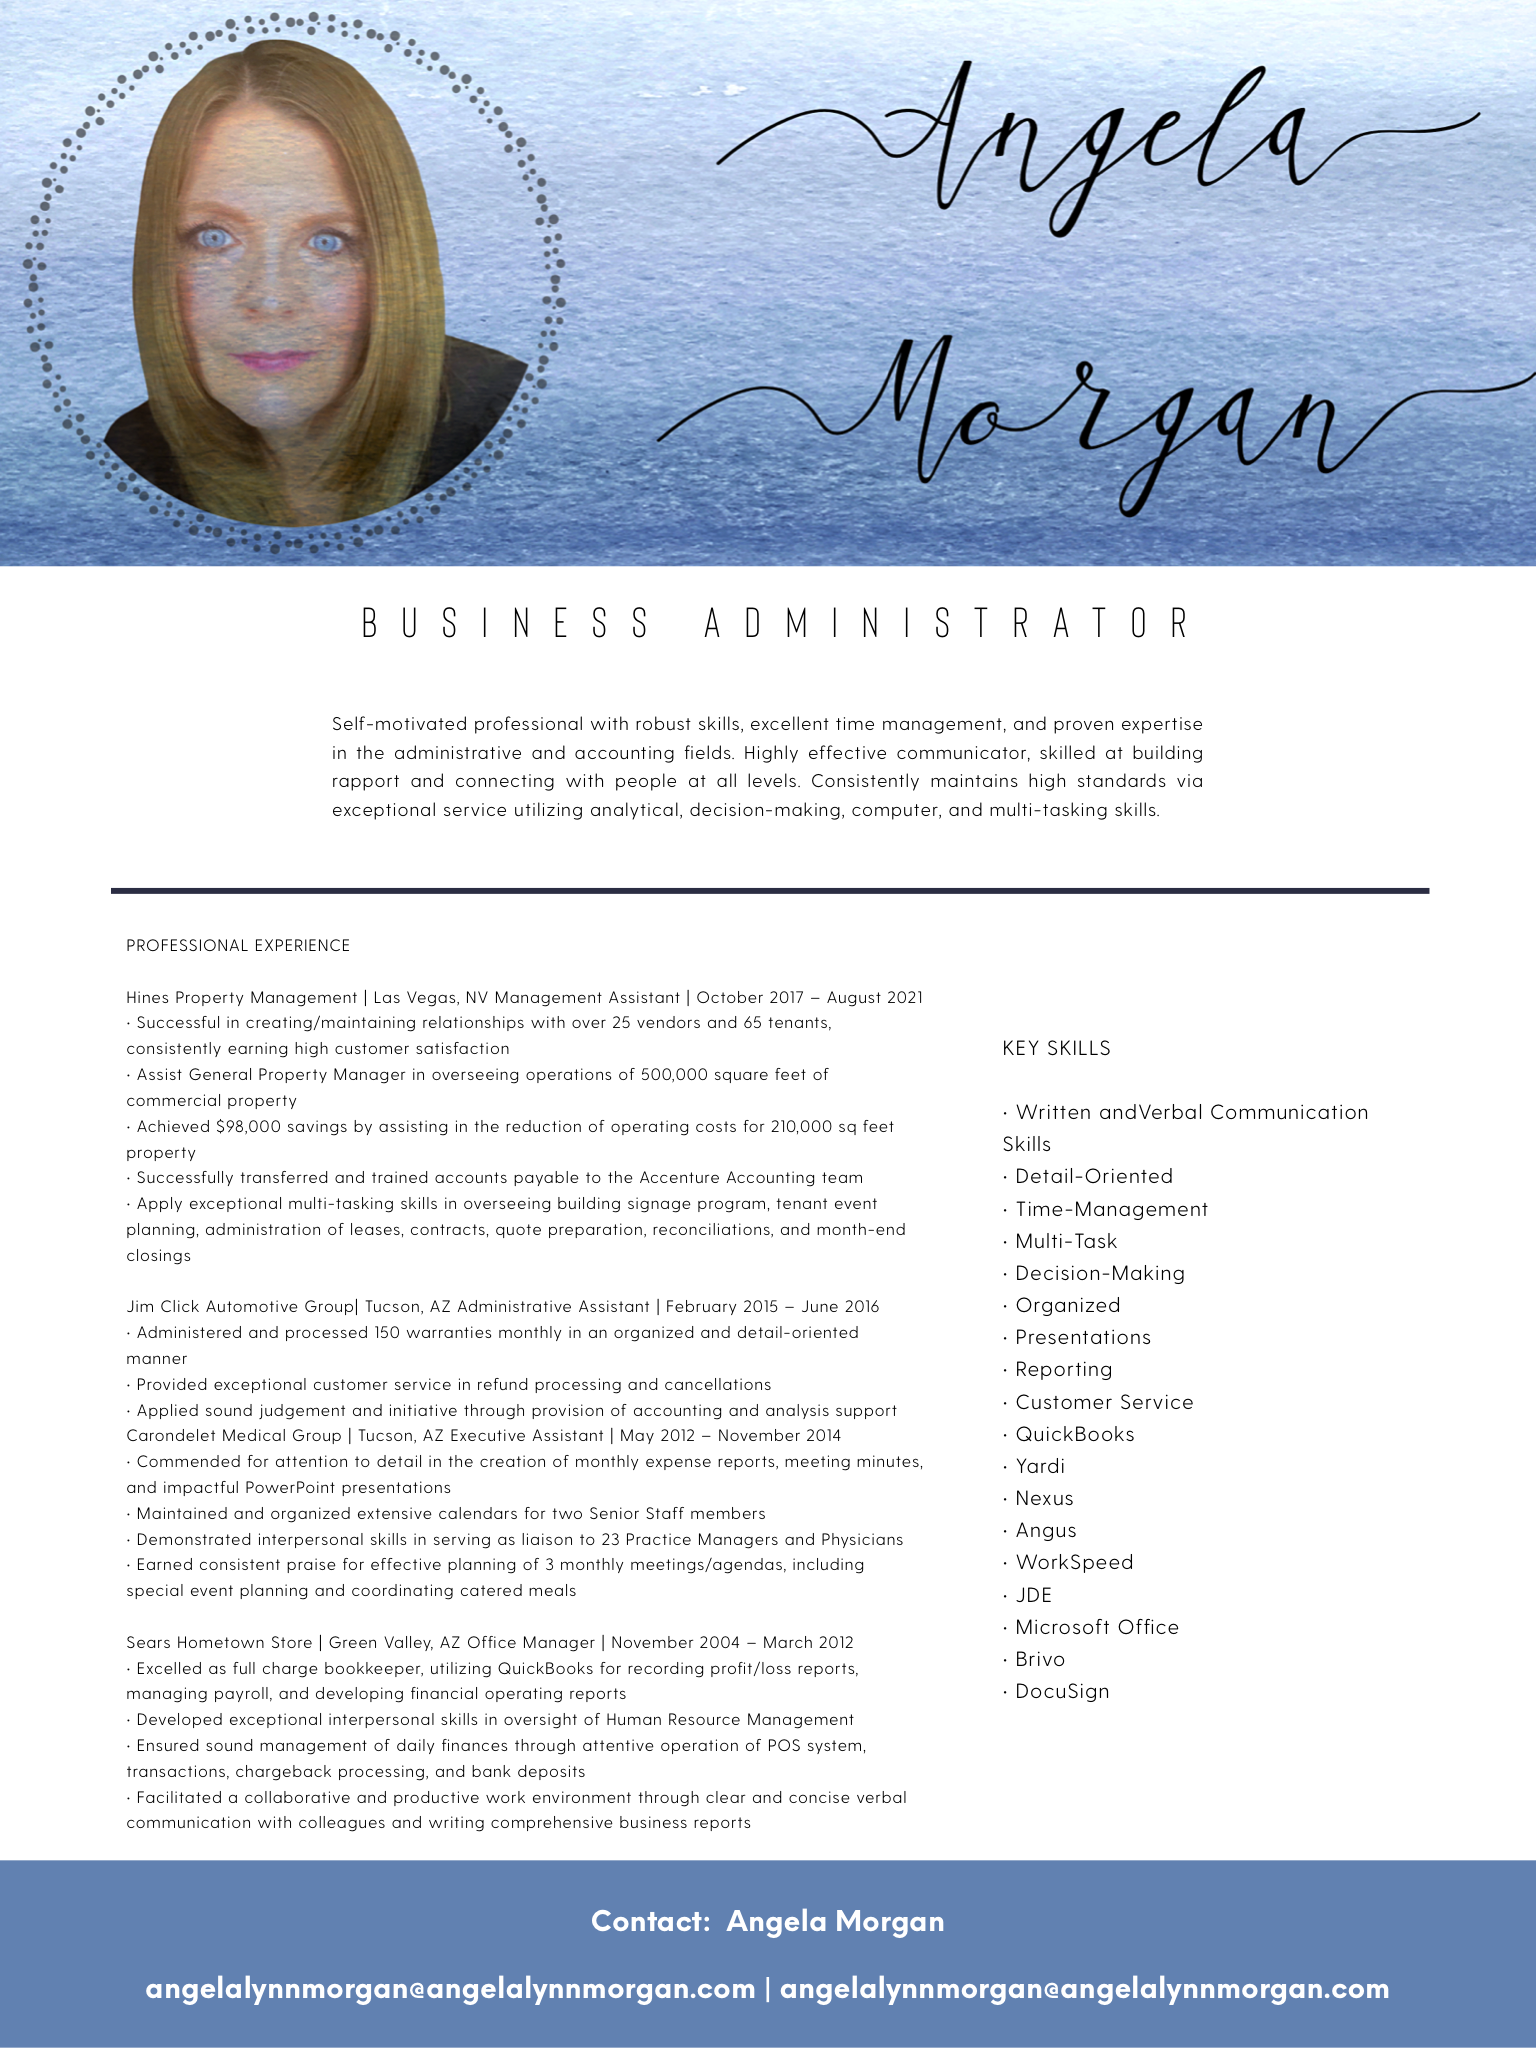 Angela
Morgan
BUSINESS ADMINISTRATOR
Self-motivated professional with robust skills, excellent time management, and proven expertise
in the administrative and accounting fields. Highly effective communicator, skilled at building
rapport and connecting with people at all levels. Consistently maintains high standards via
exceptional service utilizing analytical, decision-making, computer, and multi-tasking skills.
PROFESSIONAL EXPERIENCE
Hines Property Management | Las Vegas, NV Management Assistant | October 2017 – August 2021
· Successful in creating/maintaining relationships with over 25 vendors and 65 tenants,
consistently earning high customer satisfaction
· Assist General Property Manager in overseeing operations of 500,000 square feet of
commercial property
· Achieved $98,000 savings by assisting in the reduction of operating costs for 210,000 sq feet
property
· Successfully transferred and trained accounts payable to the Accenture Accounting team
· Apply exceptional multi-tasking skills in overseeing building signage program, tenant event
planning, administration of leases, contracts, quote preparation, reconciliations, and month-end
closings
Jim Click Automotive Group| Tucson, AZ Administrative Assistant | February 2015 – June 2016
· Administered and processed 150 warranties monthly in an organized and detail-oriented
manner
· Provided exceptional customer service in refund processing and cancellations
· Applied sound judgement and initiative through provision of accounting and analysis support
Carondelet Medical Group | Tucson, AZ Executive Assistant | May 2012 – November 2014
· Commended for attention to detail in the creation of monthly expense reports, meeting minutes,
and impactful PowerPoint presentations
· Maintained and organized extensive calendars for two Senior Staff members
· Demonstrated interpersonal skills in serving as liaison to 23 Practice Managers and Physicians
· Earned consistent praise for effective planning of 3 monthly meetings/agendas, including
special event planning and coordinating catered meals
Sears Hometown Store | Green Valley, AZ Office Manager | November 2004 – March 2012
· Excelled as full charge bookkeeper, utilizing QuickBooks for recording profit/loss reports,
managing payroll, and developing financial operating reports
· Developed exceptional interpersonal skills in oversight of Human Resource Management
· Ensured sound management of daily finances through attentive operation of POS system,
transactions, chargeback processing, and bank deposits
· Facilitated a collaborative and productive work environment through clear and concise verbal
communication with colleagues and writing comprehensive business reports
KEY SKILLS
· Written andVerbal Communication
Skills
· Detail-Oriented
· Time-Management
· Multi-Task
· Decision-Making
· Organized
· Presentations
· Reporting
· Customer Service
· QuickBooks
· Yardi
· Nexus
· Angus
· WorkSpeed
· JDE
· Microsoft Office
· Brivo
· DocuSign
Contact:  Angela Morgan
angelalynnmorgan@angelalynnmorgan.com | angelalynnmorgan@angelalynnmorgan.com